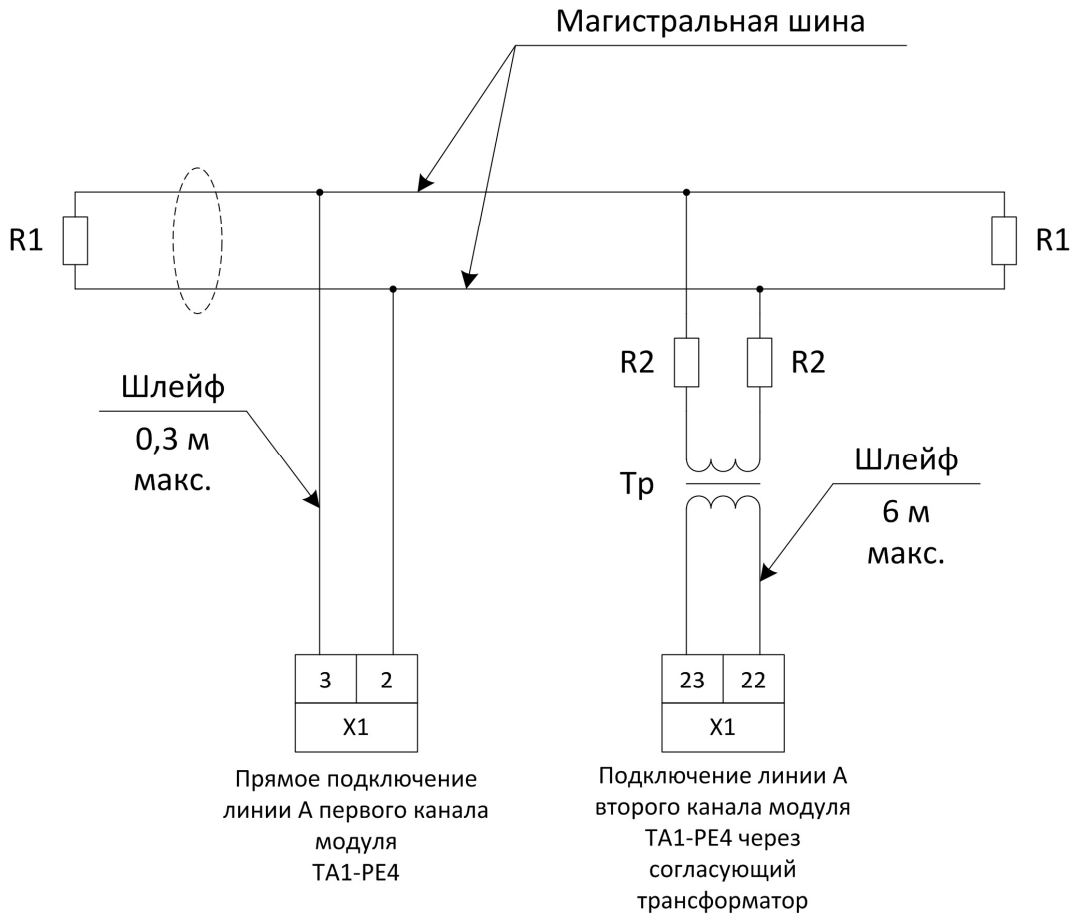 Магистральная шина
R1
R1
R2
R2
Шлейф
0,3 м
макс.
Тр
Шлейф
6 м
макс.
3
2
X1
23
22
X1
Прямое подключение
линии А первого канала
модуля
ТА1-РЕ4
Подключение линии А
второго канала модуля
ТА1-РЕ4 через
согласующий
трансформатор